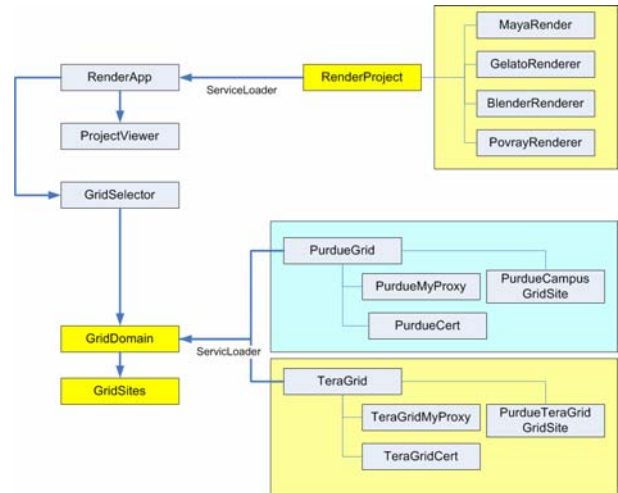 MayaRender
RenderApp
RenderProject
GelatoRenderer
ServiceLoader
BlenderRenderer
ProjectViewer
PovrayRenderer
GridSelector
PurdueGrid
PurdueMyProxy
PurdueCampus
GridSite
PurdueCert
GridDomain
ServicLoader
GridSites
TeraGrid
TeraGridMyProxy
PurdueTeraGrid
GridSite
TeraGridCert